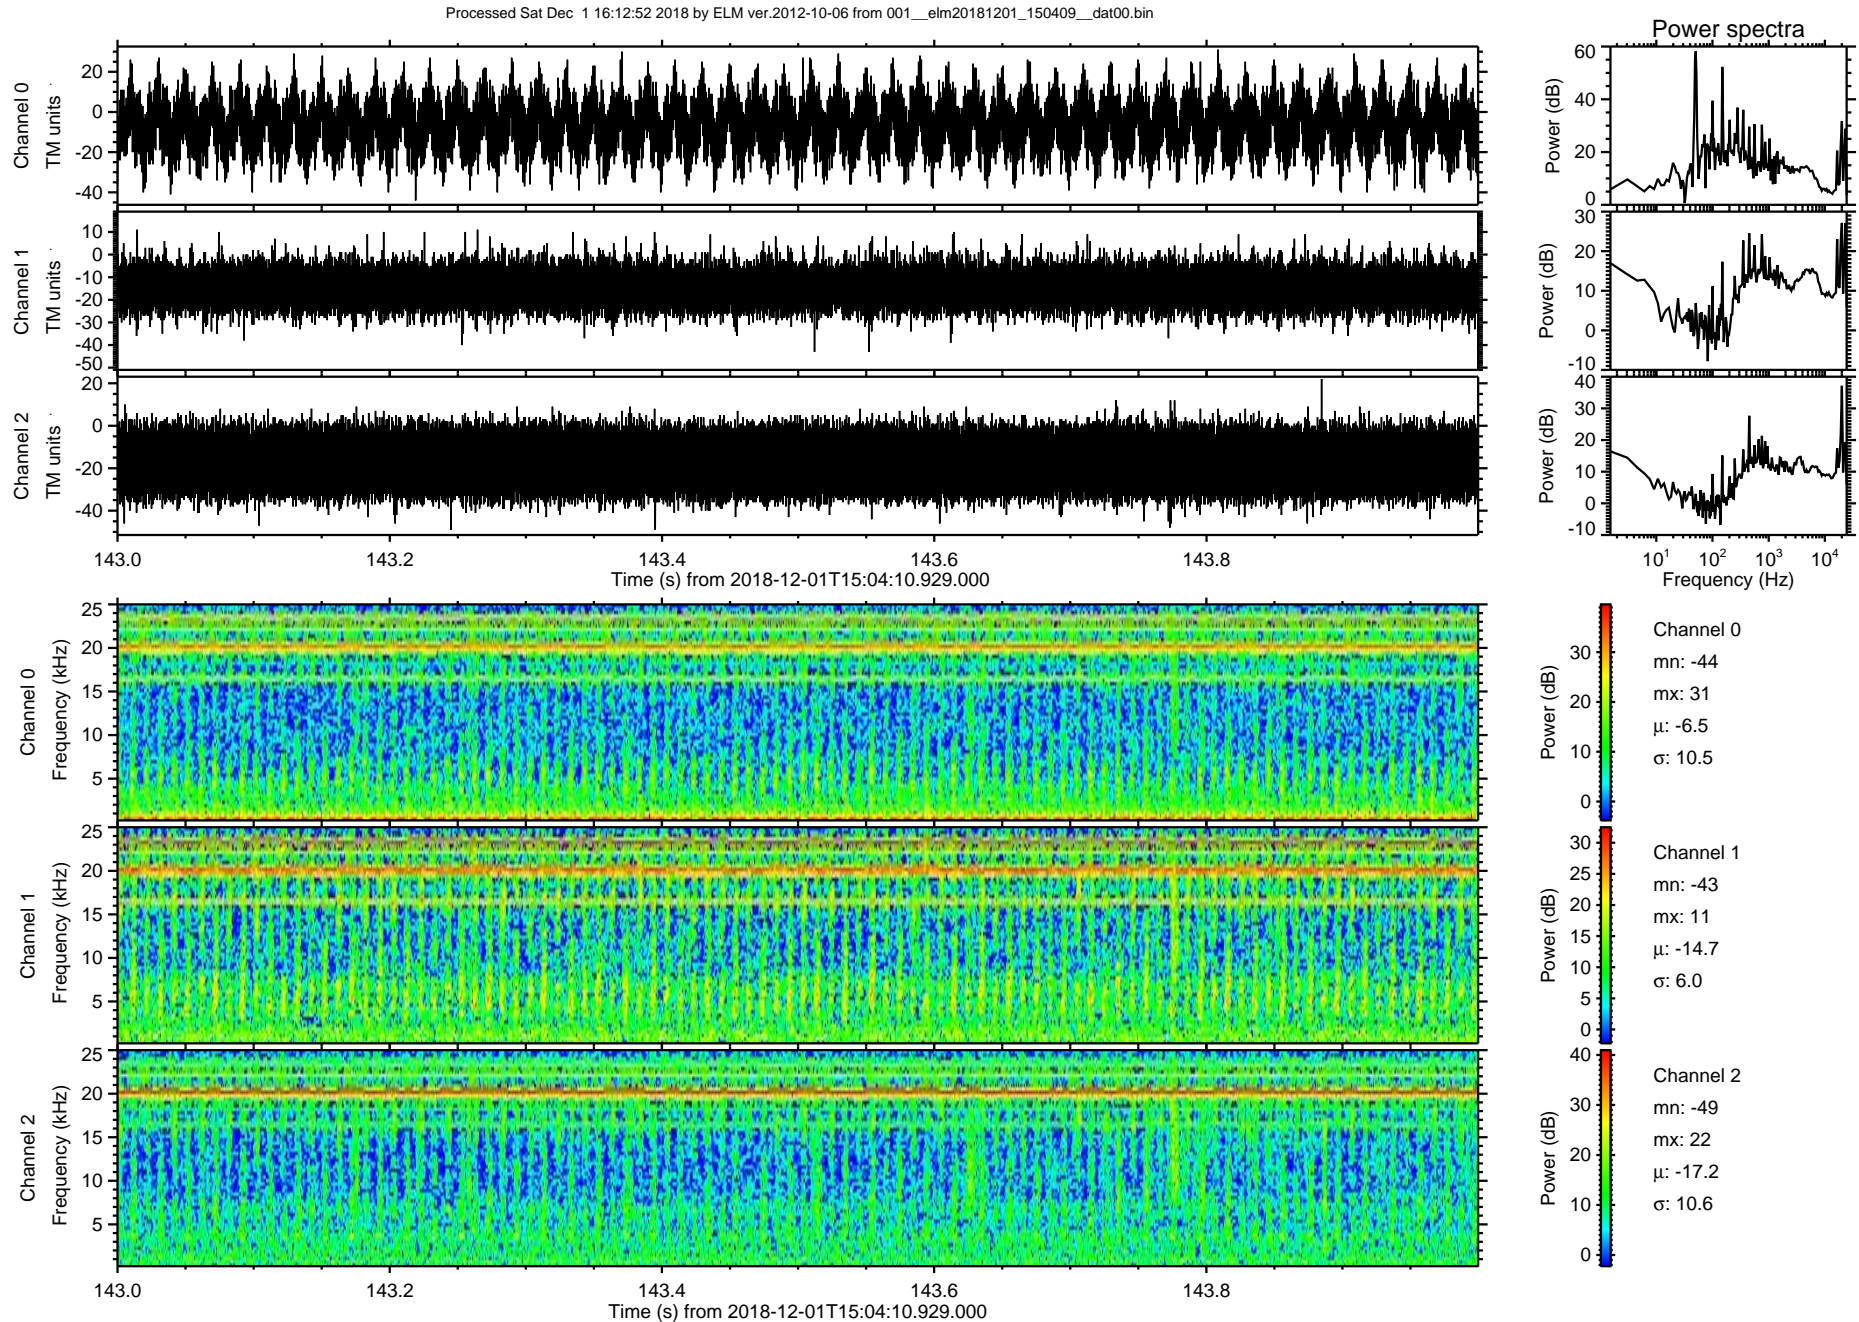 Processed Sat Dec  1 16:12:52 2018 by ELM ver.2012-10-06 from 001__elm20181201_150409__dat00.bin
Power spectra
Channel 0
TM units
20
0
-20
-40
Power (dB)
60
40
20
0
Channel 1
TM units
10
0
-10
-20
-30
-40
-50
Power (dB)
30
20
10
0
-10
Channel 2
TM units
20
0
-20
-40
Power (dB)
40
30
20
10
0
-10
143.0 143.2 143.4 143.6 143.8
Time (s) from 2018-12-01T15:04:10.929.000
10^1 10^2 10^3 10^4
Frequency (Hz)
Channel 0
Frequency (kHz)
25
20
15
10
5
Power (dB)
30
20
10
0
Channel 0
mn: -44
mx: 31
μ: -6.5
σ: 10.5
Channel 1
Frequency (kHz)
25
20
15
10
5
Power (dB)
30
25
20
15
10
5
0
Channel 1
mn: -43
mx: 11
μ: -14.7
σ: 6.0
Channel 2
Frequency (kHz)
25
20
15
10
5
Power (dB)
40
30
20
10
0
Channel 2
mn: -49
mx: 22
μ: -17.2
σ: 10.6
143.0 143.2 143.4 143.6 143.8
Time (s) from 2018-12-01T15:04:10.929.000